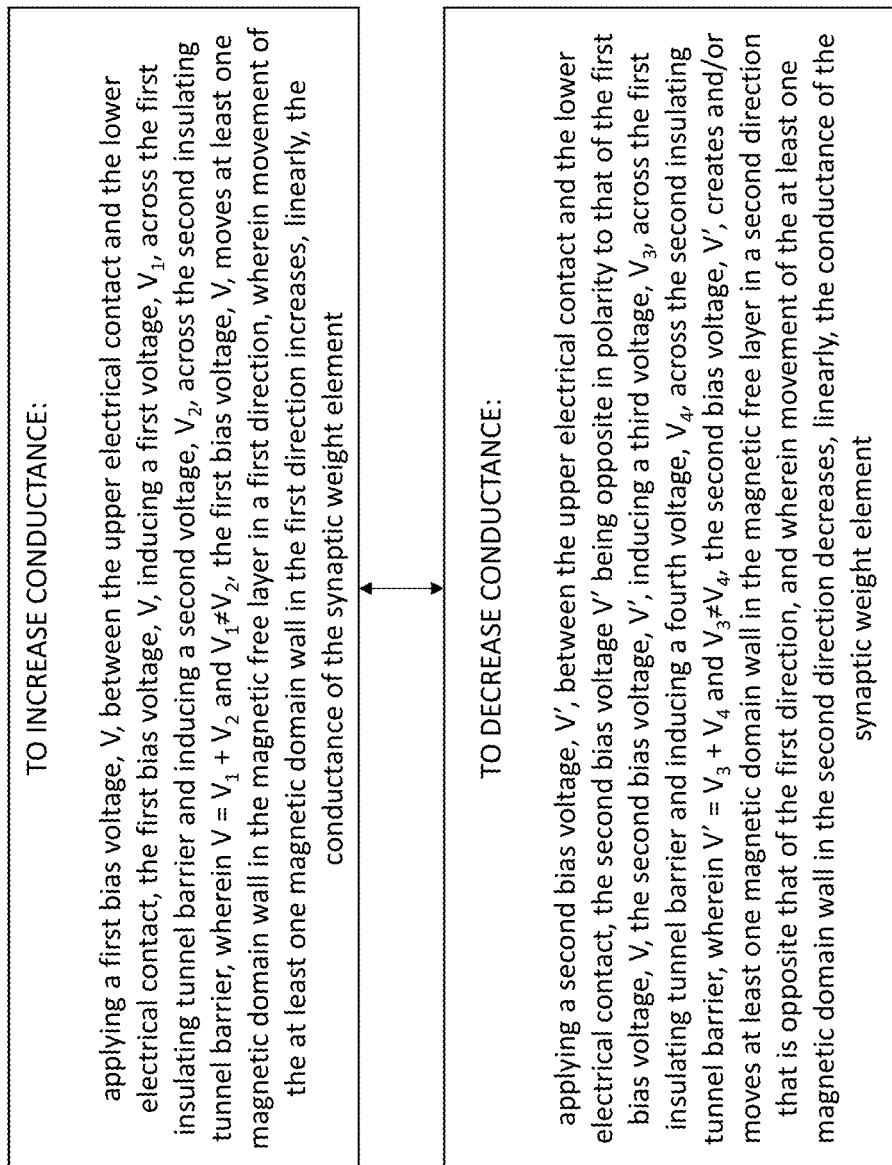 TO INCREASE CONDUCTANCE:
applying a first bias voltage, V, between the upper electrical contact and the lower
electrical contact, the first bias voltage, V, inducing a first voltage, V₁, across the first
insulating tunnel barrier and inducing a second voltage, V₂, across the second insulating
tunnel barrier, wherein V = V₁ + V₂ and V₁≠V₂, the first bias voltage, V, moves at least one
magnetic domain wall in the magnetic free layer in a first direction, wherein movement of
the at least one magnetic domain wall in the first direction increases, linearly, the
conductance of the synaptic weight element
TO DECREASE CONDUCTANCE:
applying a second bias voltage, V', between the upper electrical contact and the lower
electrical contact, the second bias voltage V' being opposite in polarity to that of the first
bias voltage, V, the second bias voltage, V', inducing a third voltage, V₃, across the first
insulating tunnel barrier and inducing a fourth voltage, V₄, across the second insulating
tunnel barrier, wherein V' = V₃ + V₄ and V₃≠V₄, the second bias voltage, V', creates and/or
moves at least one magnetic domain wall in the magnetic free layer in a second direction
that is opposite that of the first direction, and wherein movement of the at least one
magnetic domain wall in the second direction decreases, linearly, the conductance of the
synaptic weight element